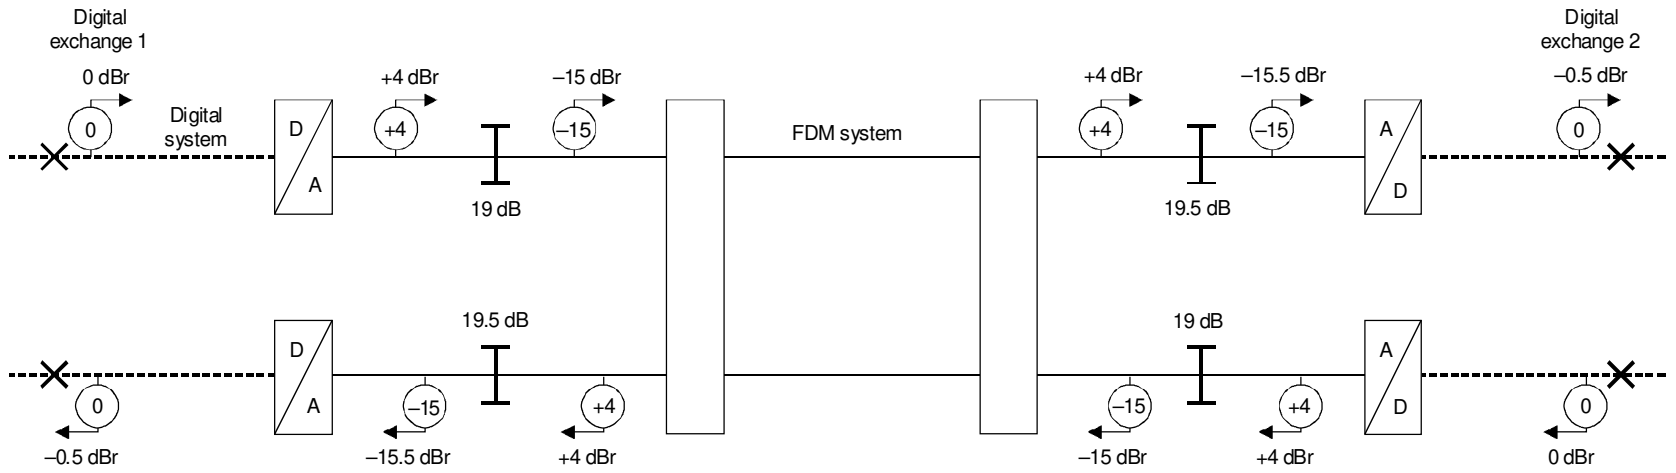 Digital
exchange 1
Digital
exchange 2
0 dBr
+4 dBr
–15 dBr
+4 dBr
–15.5 dBr
–0.5 dBr
0
Digital
system
D
A
+4
–15
FDM system
+4
–15
A
D
0
19 dB
19.5 dB
19.5 dB
19 dB
D
A
A
D
0
–15
+4
–15
+4
0
–0.5 dBr
–15.5 dBr
+4 dBr
–15 dBr
+4 dBr
0 dBr